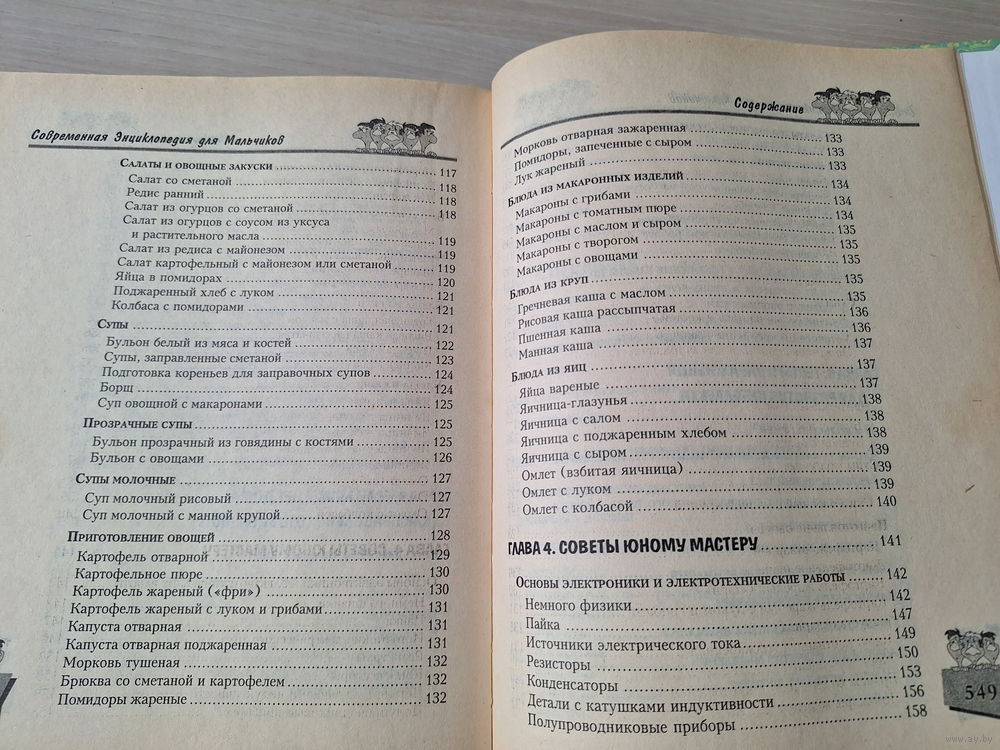 Современная Энциклопедия для Мальчиков
Салаты и овощные закуски 117
Салат со сметаной 118
Редис ранний 118
Салат из огурцов со сметаной 118
Салат из огурцов с соусом из уксуса
и растительного масла 119
Салат из редиса с майонезом 119
Салат картофельный с майонезом или сметаной 119
Яйца в помидорах 120
Поджаренный хлеб с луком 121
Колбаса с помидорами 121
Супы 121
Бульон белый из мяса и костей 122
Супы, заправленные сметаной 123
Подготовка кореньев для заправочных супов 124
Борщ 124
Суп овощной с макаронами 125
Прозрачные супы 125
Бульон прозрачный из говядины с костями 125
Бульон с овощами 126
Супы молочные 127
Суп молочный рисовый 127
Суп молочный с манной крупой 127
Приготовление овощей 128
Картофель отварной 129
Картофельное пюре 130
Картофель жареный («фри») 130
Картофель жареный с луком и грибами 131
Капуста отварная 131
Капуста отварная поджаренная 131
Морковь тушеная 132
Брюква со сметаной и картофелем 132
Помидоры жареные 132
Содержание
Морковь отварная зажаренная 133
Помидоры, запеченные с сыром 133
Лук жареный 133
Блюда из макаронных изделий 134
Макароны с грибами 134
Макароны с томатным пюре 134
Макароны с маслом и сыром 135
Макароны с творогом 135
Макароны с овощами 135
Блюда из круп 135
Гречневая каша с маслом 135
Рисовая каша рассыпчатая 136
Пшенная каша 136
Манная каша 137
Блюда из яиц 137
Яйца вареные 137
Яичница-глазунья 138
Яичница с салом 138
Яичница с поджаренным хлебом 138
Яичница с сыром 139
Омлет (взбитая яичница) 139
Омлет с луком 139
Омлет с колбасой 140
ГЛАВА 4. СОВЕТЫ ЮНОМУ МАСТЕРУ 141
Основы электроники и электротехнические работы 142
Немного физики 142
Пайка 147
Источники электрического тока 149
Резисторы 150
Конденсаторы 153
Детали с катушками индуктивности 156
Полупроводниковые приборы 158
549
www.ay.by